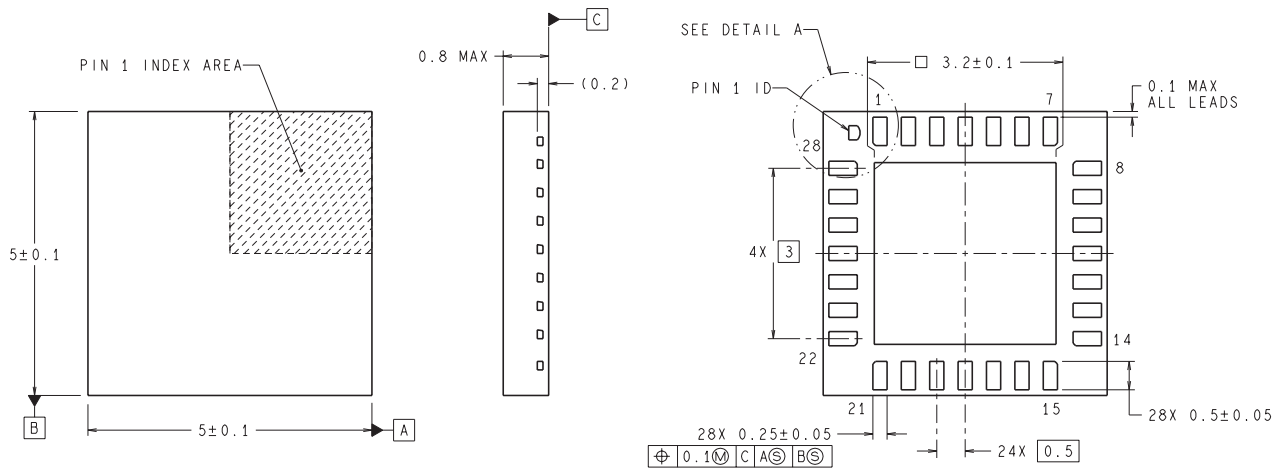 PIN 1 INDEX AREA
5±0.1
B
5±0.1
A
C
0.8 MAX
(0.2)
SEE DETAIL A
PIN 1 ID
□ 3.2±0.1
0.1 MAX
ALL LEADS
1
7
28
8
4X 3
22
14
21
15
28X 0.5±0.05
28X 0.25±0.05
24X 0.5
⌖ 0.1Ⓜ C AⓈ BⓈ